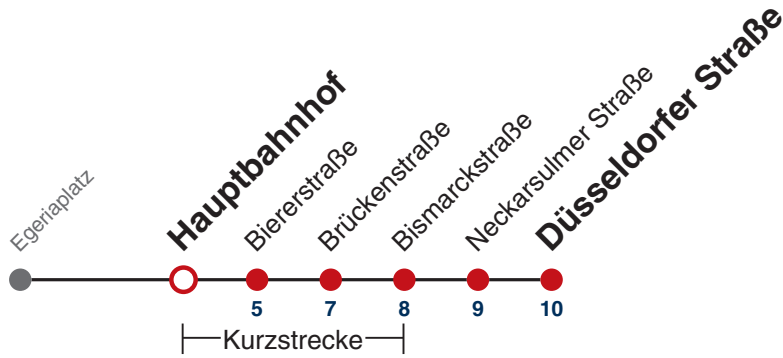 Egeriaplatz
Hauptbahnhof
Biererstraße
Brückenstraße
Bismarckstraße
Neckarsulmer Straße
Düsseldorfer Straße
5 7 8 9 10
Kurzstrecke